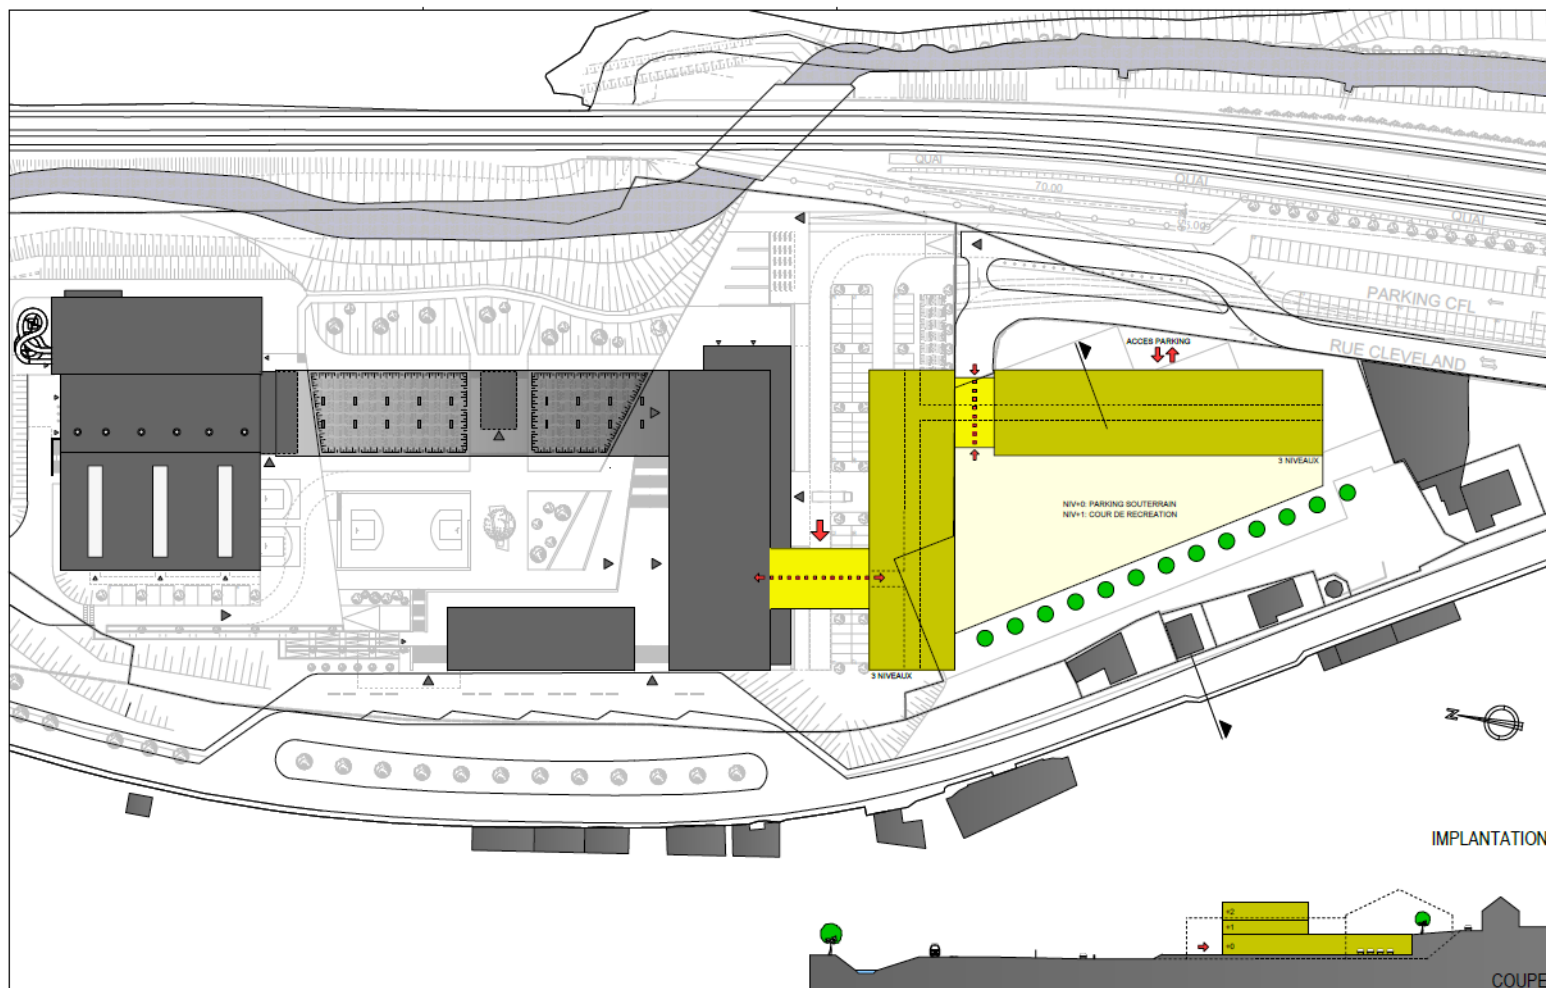 QUAI
QUAI
70.00
QUAI
PARKING CFL
ACCES PARKING
RUE CLEVELAND
3 NIVEAUX
NIV+0: PARKING SOUTERRAIN
NIV+1: COUR DE RECREATION
3 NIVEAUX
Z
IMPLANTATION
+2
+1
+0
COUPE